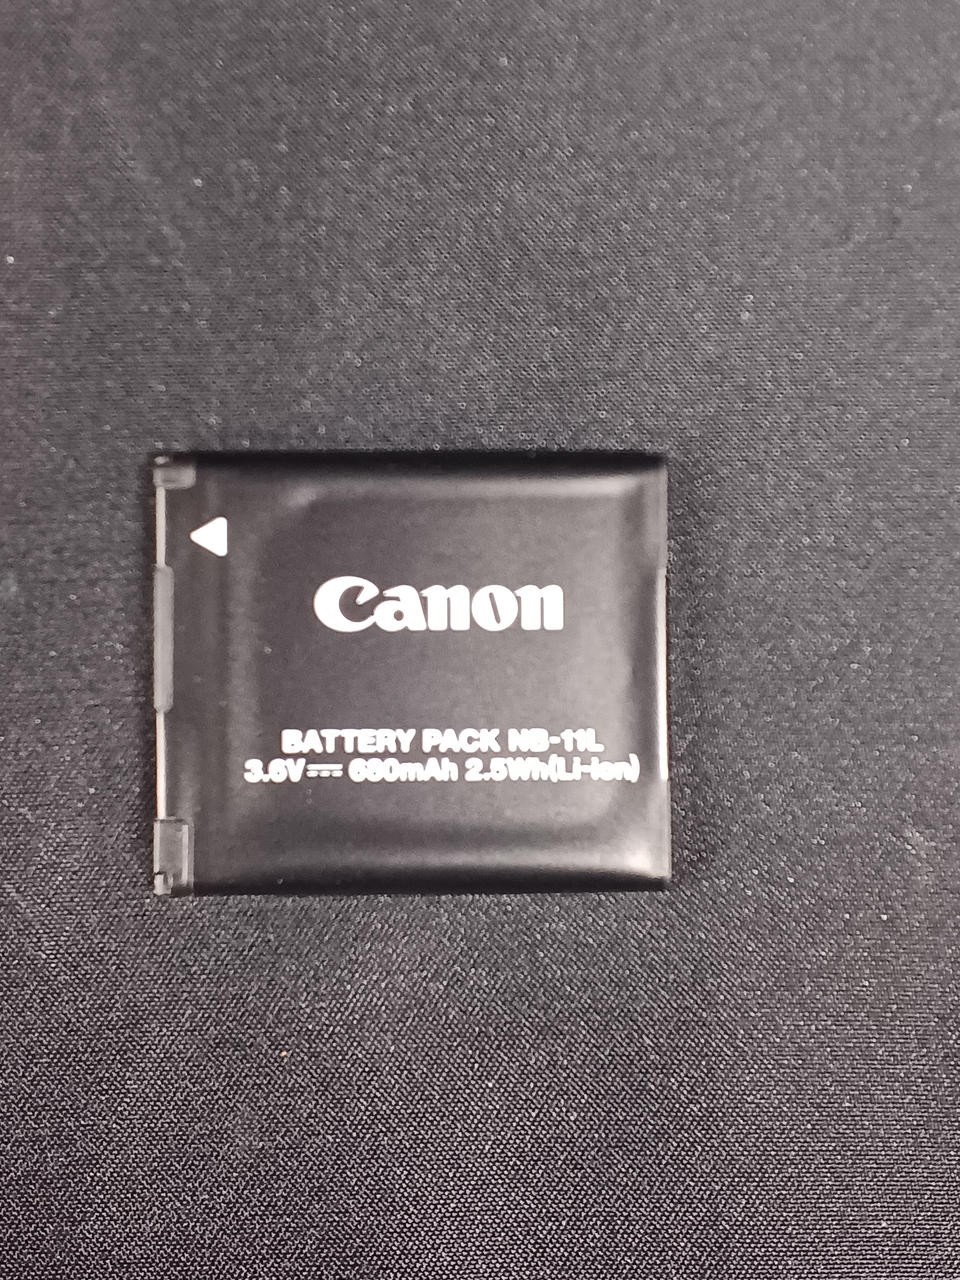 Canon
BATTERY PACK NB-11L
3.6V⎓ 680mAh 2.5Wh(Li-ion)